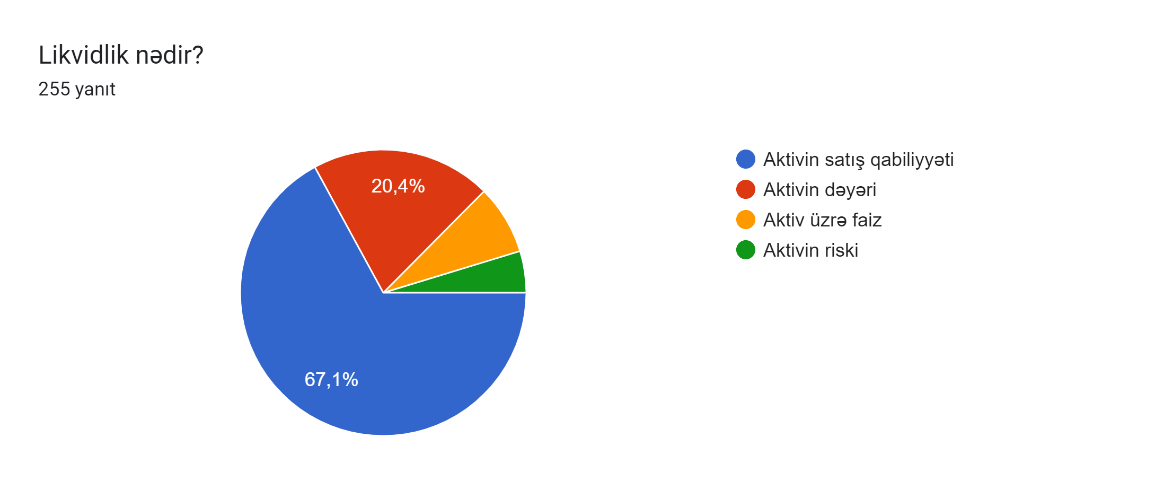 Likvidlik nədir?
255 yanıt
20,4%
67,1%
Aktivin satış qabiliyyəti
Aktivin dəyəri
Aktiv üzrə faiz
Aktivin riski